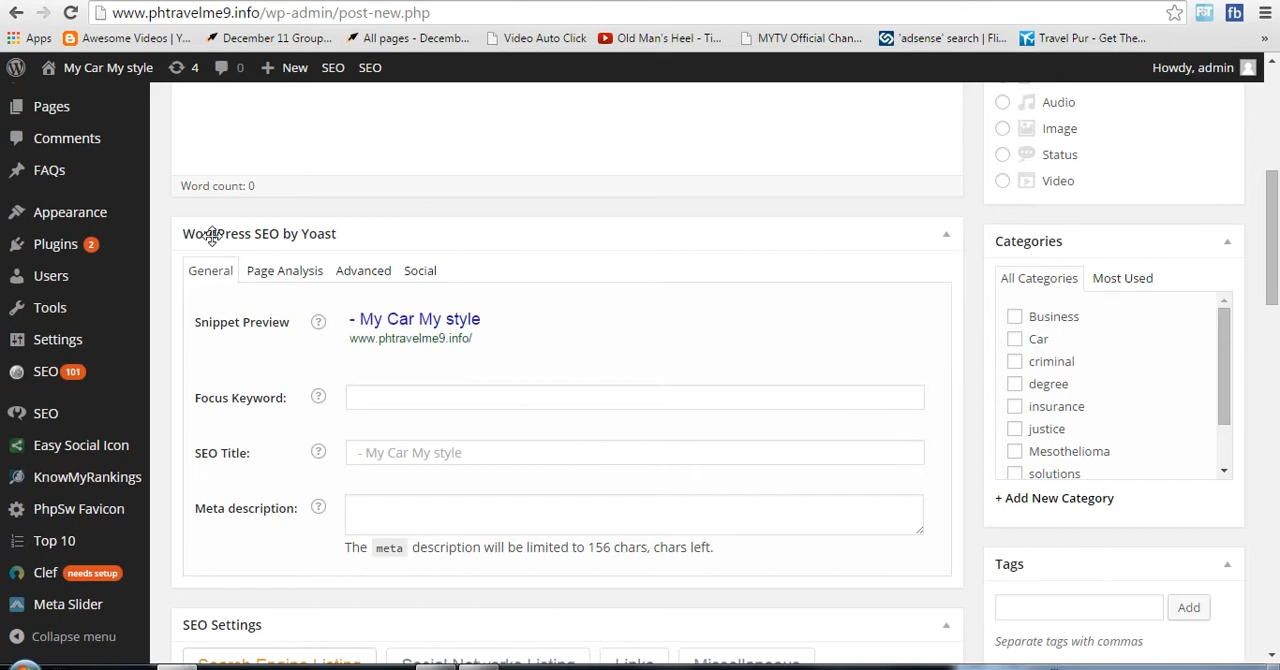 www.phtravelme9.info/wp-admin/post-new.php
Apps Awesome Videos | Y... December 11 Group... All pages - Decemb... Video Auto Click Old Man's Heel - Ti... MYTV Official Chan... 'adsense' search | Fli... Travel Pur - Get The... »
My Car My style 4 0 + New SEO SEO Howdy, admin
Pages
Comments
FAQs
Appearance
Plugins 2
Users
Tools
Settings
SEO 101
SEO
Easy Social Icon
KnowMyRankings
PhpSw Favicon
Top 10
Clef needs setup
Meta Slider
Collapse menu
Word count: 0
WordPress SEO by Yoast
General Page Analysis Advanced Social
Snippet Preview ? - My Car My style
www.phtravelme9.info/
Focus Keyword: ?
SEO Title: ? - My Car My style
Meta description: ?
The meta description will be limited to 156 chars, chars left.
SEO Settings
Search Engine Listing Social Networks Listing Links Miscellaneous
Audio
Image
Status
Video
Categories
All Categories Most Used
Business
Car
criminal
degree
insurance
justice
Mesothelioma
solutions
+ Add New Category
Tags
Add
Separate tags with commas